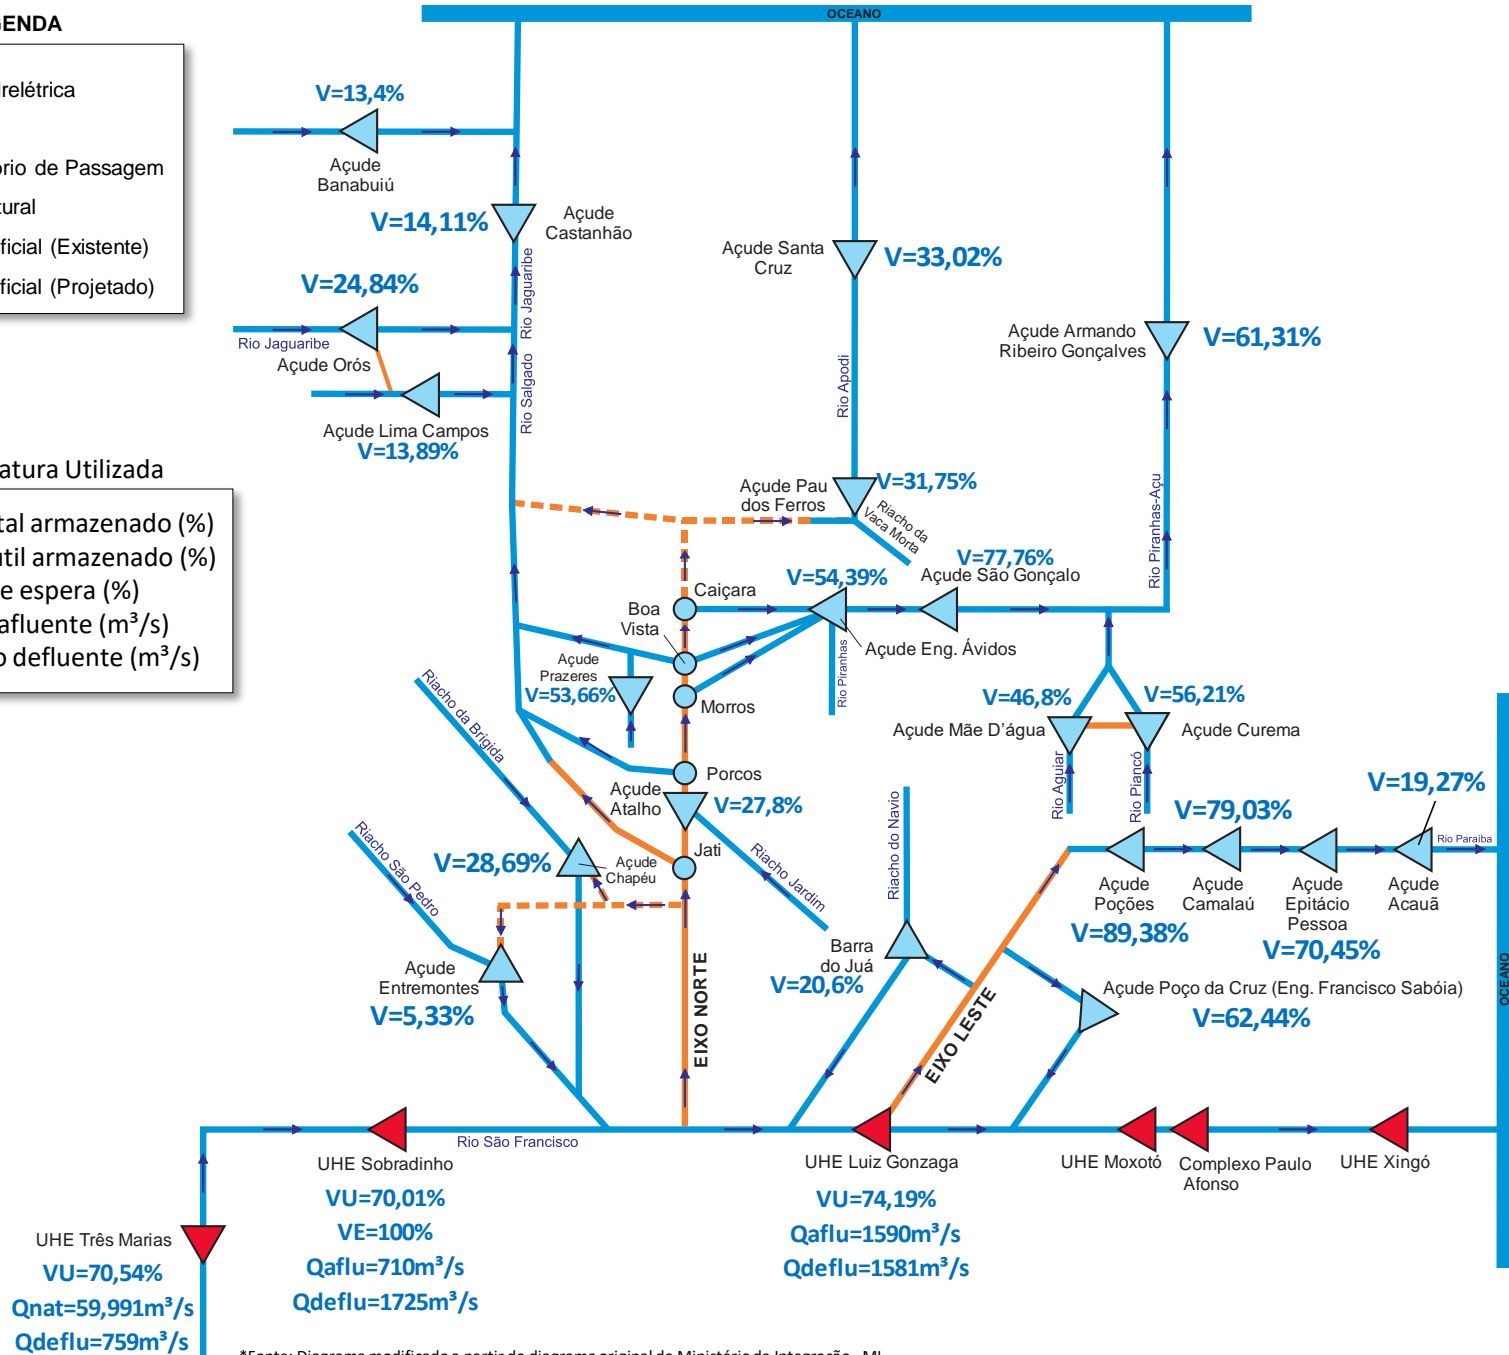 OCEANO
GENDA
V=13,4%
Açude
Banabuiú
V=14,11%
Açude
Castanhão
Açude Santa
Cruz
V=33,02%
ório de Passagem
V=24,84%
Rio Jaguaribe
Açude Orós
Rio Jaguaribe
Açude Armando
Ribeiro Gonçalves
V=61,31%
Rio Salgado
Rio Apodi
Açude Lima Campos
V=13,89%
atura Utilizada
tal armazenado (%)
útil armazenado (%)
e espera (%)
afluente (m³/s)
o defluente (m³/s)
Açude Pau
dos Ferros
V=31,75%
Riacho da
Vaca Morta
Rio Piranhas-Açu
V=77,76%
Açude São Gonçalo
V=54,39%
Caiçara
Boa
Vista
Açude Eng. Ávidos
Rio Piranhas
Açude
Prazeres
V=53,66%
Morros
Riacho da Brígida
V=46,8%
Açude Mãe D'água
V=56,21%
Açude Curema
Rio Aguiar
Rio Piancó
Porcos
Açude
Atalho
V=27,8%
Jati
Riacho Jardim
Riacho do Navio
V=19,27%
V=79,03%
Rio Paraíba
V=28,69%
Açude
Chapéu
Riacho São Pedro
Açude
Poções
V=89,38%
Açude
Camalaú
Açude
Epitácio
Pessoa
V=70,45%
Açude
Acauã
Barra
do Juá
V=20,6%
Açude
Entremontes
V=5,33%
EIXO NORTE
EIXO LESTE
Açude Poço da Cruz (Eng. Francisco Sabóia)
V=62,44%
OCEANO
Rio São Francisco
UHE Sobradinho
VU=70,01%
VE=100%
Qaflu=710m³/s
Qdeflu=1725m³/s
UHE Luiz Gonzaga
VU=74,19%
Qaflu=1590m³/s
Qdeflu=1581m³/s
UHE Moxotó
Complexo Paulo
Afonso
UHE Xingó
UHE Três Marias
VU=70,54%
Qnat=59,991m³/s
Qdeflu=759m³/s